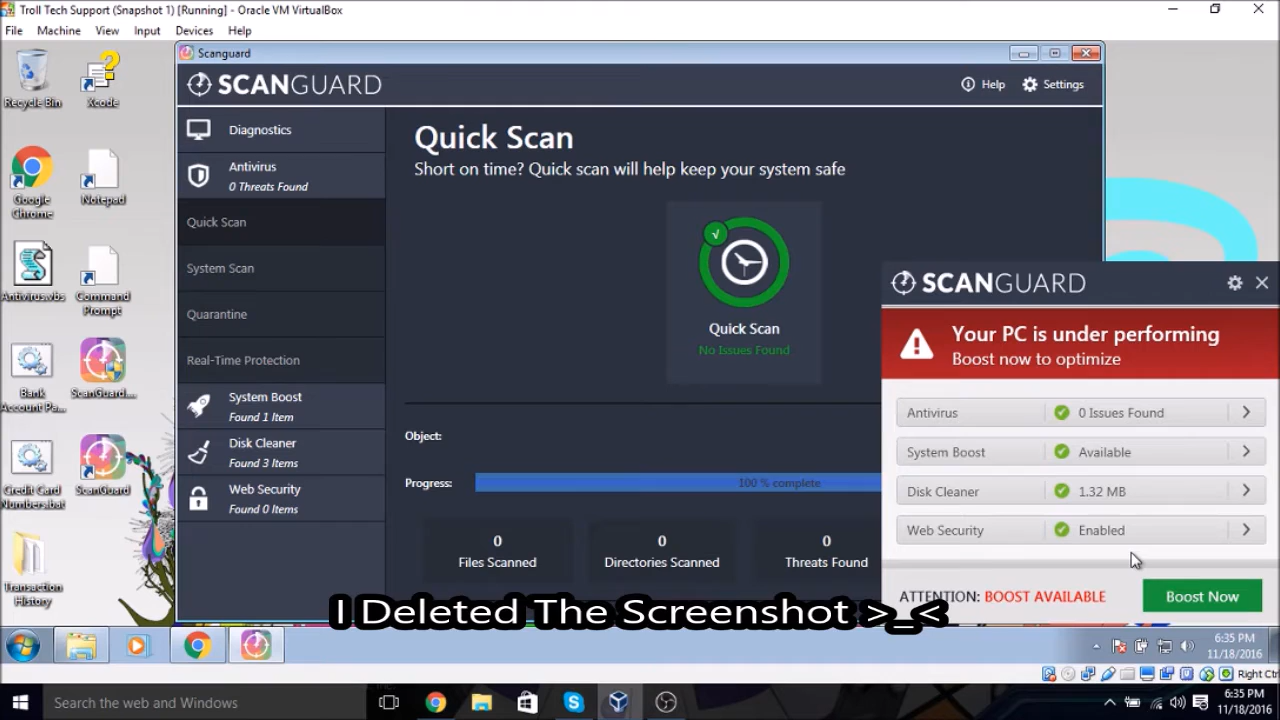 Troll Tech Support (Snapshot 1) [Running] - Oracle VM VirtualBox
File Machine View Input Devices Help
Recycle Bin
Xcode
Google Chrome
Notepad
Antivirus.vbs
Command Prompt
Bank Account Pa...
ScanGuard....
Credit Card Numbers.bat
ScanGuard
Transaction History
Scanguard
SCANGUARD
Help
Settings
Diagnostics
Antivirus
0 Threats Found
Quick Scan
System Scan
Quarantine
Real-Time Protection
System Boost
Found 1 Item
Disk Cleaner
Found 3 Items
Web Security
Found 0 Items
Quick Scan
Short on time? Quick scan will help keep your system safe
√
Quick Scan
No Issues Found
Object:
Progress:
100 % complete
0
Files Scanned
0
Directories Scanned
0
Threats Found
SCANGUARD
Your PC is under performing
Boost now to optimize
Antivirus 0 Issues Found
System Boost Available
Disk Cleaner 1.32 MB
Web Security Enabled
ATTENTION: BOOST AVAILABLE
Boost Now
I Deleted The Screenshot >_<
6:35 PM
11/18/2016
Right Ctrl
Search the web and Windows
6:35 PM
11/18/2016